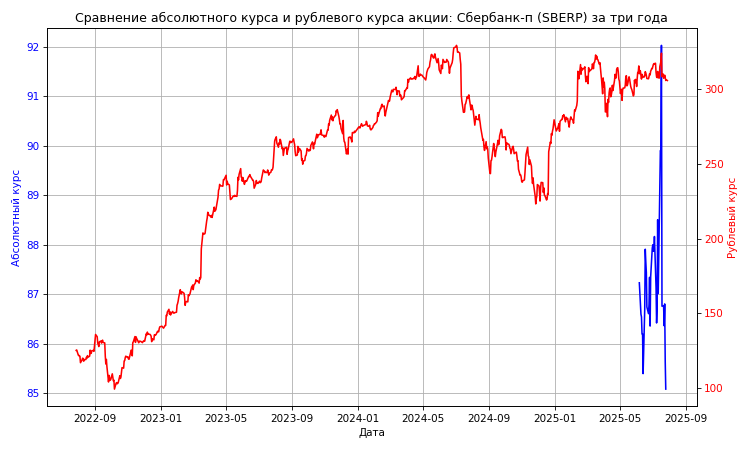 Сравнение абсолютного курса и рублевого курса акции: Сбербанк-п (SBERP) за три года
92
91
90
89
88
87
86
85
Абсолютный курс
300
250
200
150
100
Рублевый курс
2022-09 2023-01 2023-05 2023-09 2024-01 2024-05 2024-09 2025-01 2025-05 2025-09
Дата